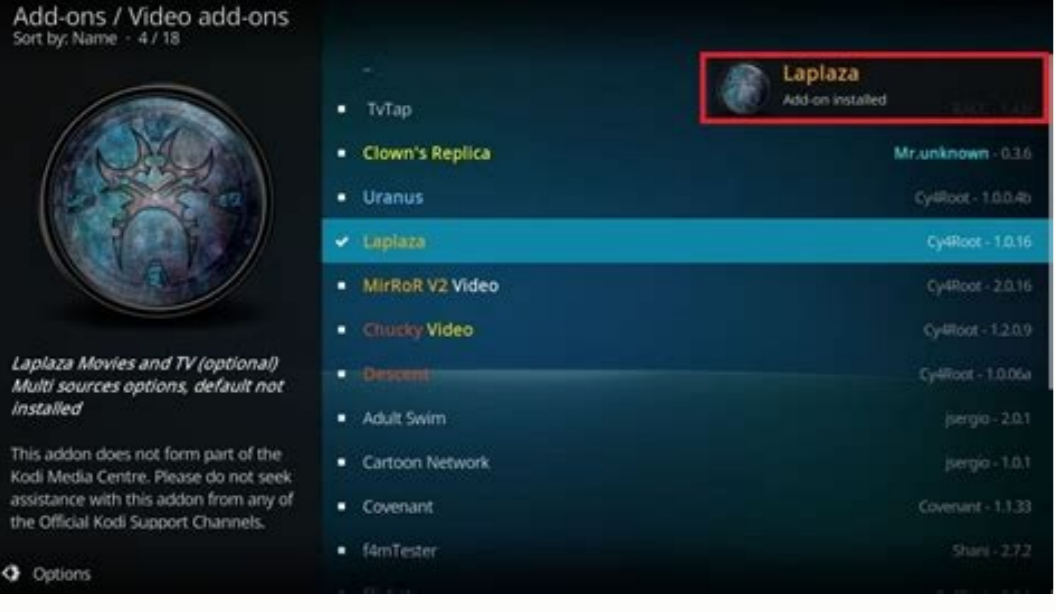 Add-ons / Video add-ons
Sort by: Name · 4 / 18
Laplaza
Add-on installed
TvTap
Clown's Replica
Mr.unknown - 0.3.6
Uranus
Cy4Root - 1.0.0.4b
Laplaza
Cy4Root - 1.0.16
MirRoR V2 Video
Cy4Root - 2.0.16
Chucky Video
Cy4Root - 1.2.0.9
Descent
Cy4Root - 1.0.06a
Adult Swim
jsergio - 2.0.1
Cartoon Network
jsergio - 1.0.1
Covenant
Covenant - 1.1.33
f4mTester
Shani - 2.7.2
Laplaza Movies and TV (optional)
Multi sources options, default not
installed
This addon does not form part of the
Kodi Media Centre. Please do not seek
assistance with this addon from any of
the Official Kodi Support Channels.
Options